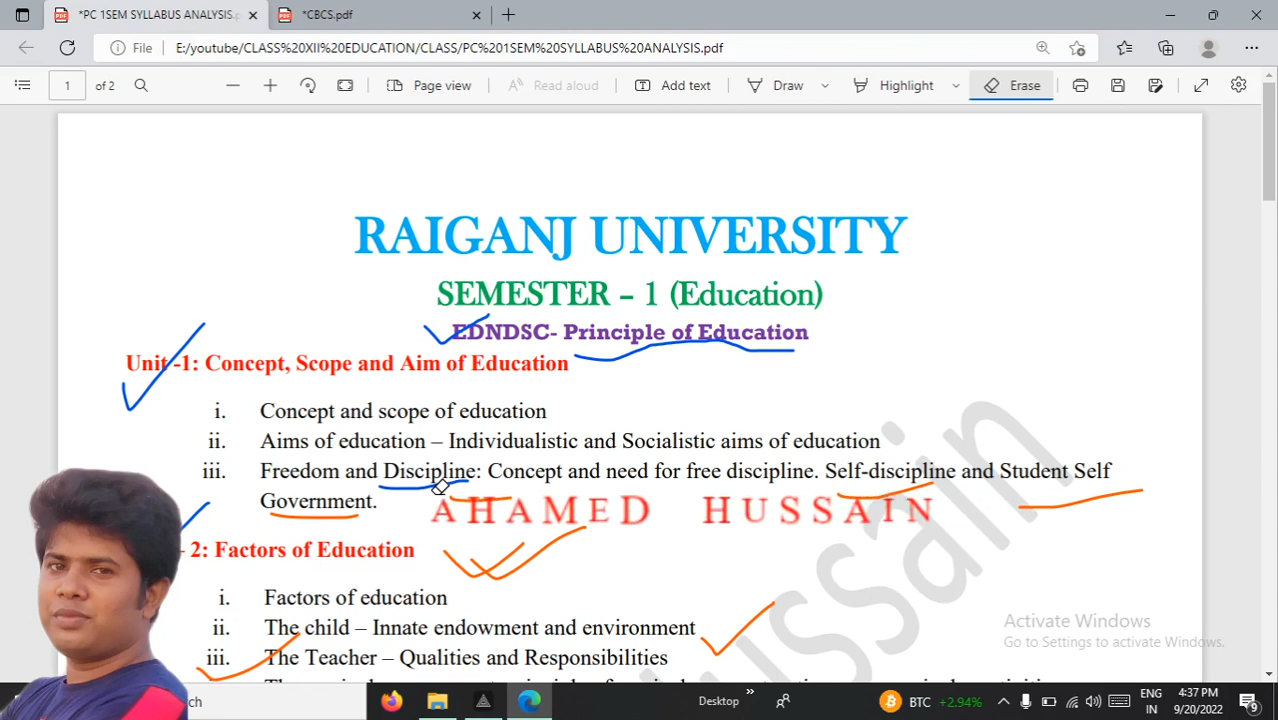 *PC 1SEM SYLLABUS ANALYSIS.p
*CBCS.pdf
File
E:/youtube/CLASS%20XII%20EDUCATION/CLASS/PC%201SEM%20SYLLABUS%20ANALYSIS.pdf
1 of 2
Page view
Read aloud
Add text
Draw
Highlight
Erase
RAIGANJ UNIVERSITY
SEMESTER – 1 (Education)
EDNDSC- Principle of Education
Unit -1: Concept, Scope and Aim of Education
i. Concept and scope of education
ii. Aims of education – Individualistic and Socialistic aims of education
iii. Freedom and Discipline: Concept and need for free discipline. Self-discipline and Student Self
Government.
AHAMED HUSSAIN
- 2: Factors of Education
i. Factors of education
ii. The child – Innate endowment and environment
iii. The Teacher – Qualities and Responsibilities
ussain
Activate Windows
Go to Settings to activate Windows.
rch
Desktop
BTC +2.94%
ENG
IN
4:37 PM
9/20/2022
9